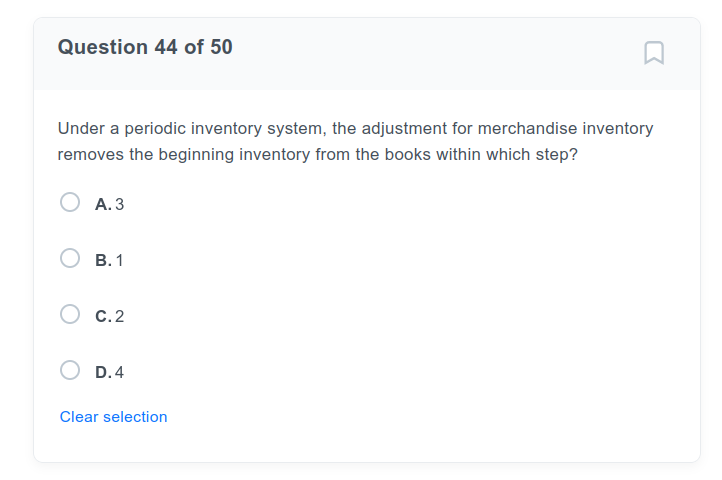 Question 44 of 50
Under a periodic inventory system, the adjustment for merchandise inventory
removes the beginning inventory from the books within which step?
A. 3
B. 1
C. 2
D. 4
Clear selection